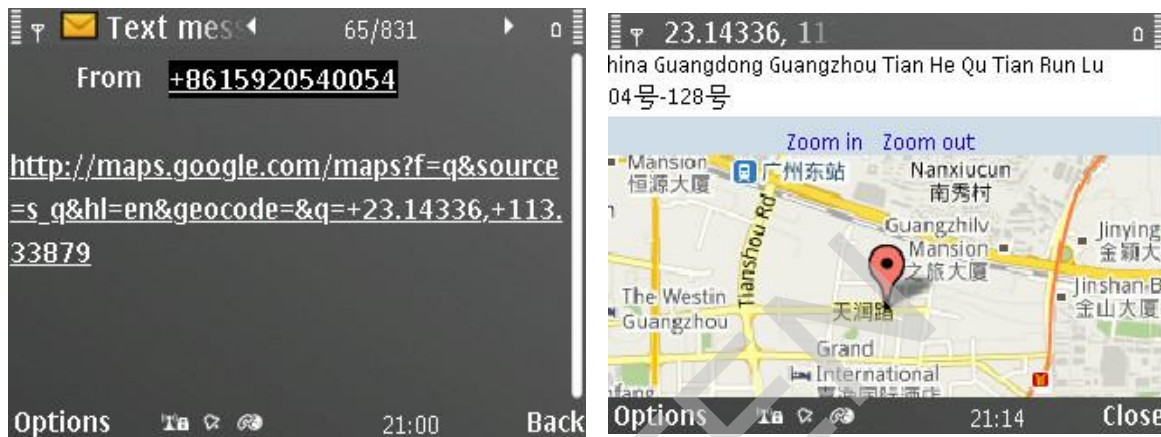 Text mes
65/831
From +8615920540054
http://maps.google.com/maps?f=q&source
=s_q&hl=en&geocode=&q=+23.14336,+113.
33879
Options
21:00
Back
23.14336, 11
hina Guangdong Guangzhou Tian He Qu Tian Run Lu
04号-128号
Zoom in Zoom out
Mansion
恒源大厦
广州东站
Nanxiucun
南秀村
Tianshou Rd
Guangzhilv
Mansion
之旅大厦
Jinying
金颖大
The Westin
Guangzhou
天润路
Jinshan B
金山大厦
Grand
International
Options
21:14
Close